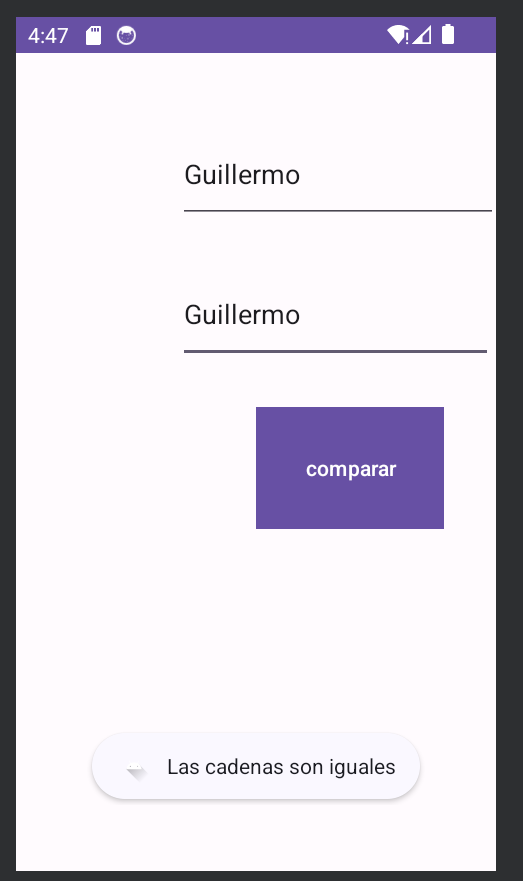 4:47
Guillermo
Guillermo
comparar
Las cadenas son iguales